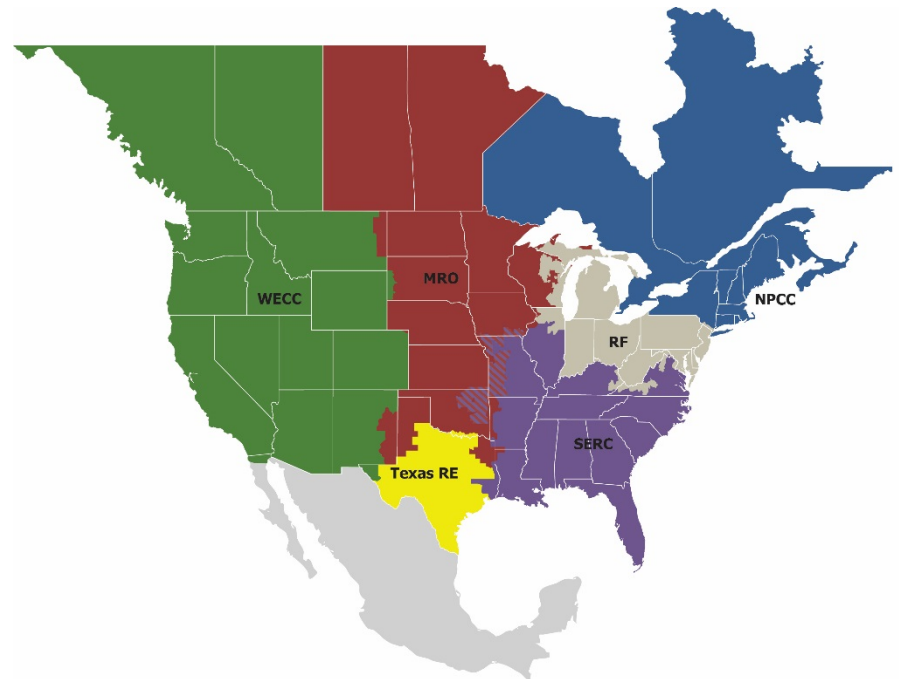 MRO
WECC
NPCC
RF
SERC
Texas RE